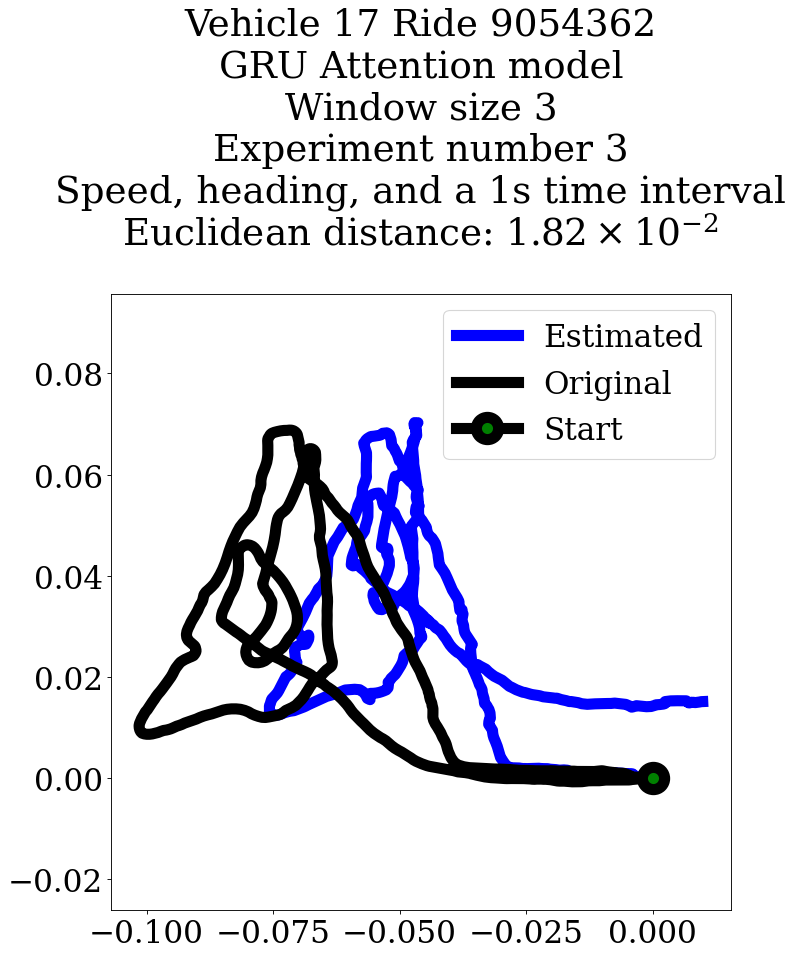 Vehicle 17 Ride 9054362
GRU Attention model
Window size 3
Experiment number 3
Speed, heading, and a 1s time interval
Euclidean distance: 1.82 × 10⁻²
Estimated
Original
Start
0.08
0.06
0.04
0.02
0.00
−0.02
−0.100 −0.075 −0.050 −0.025 0.000